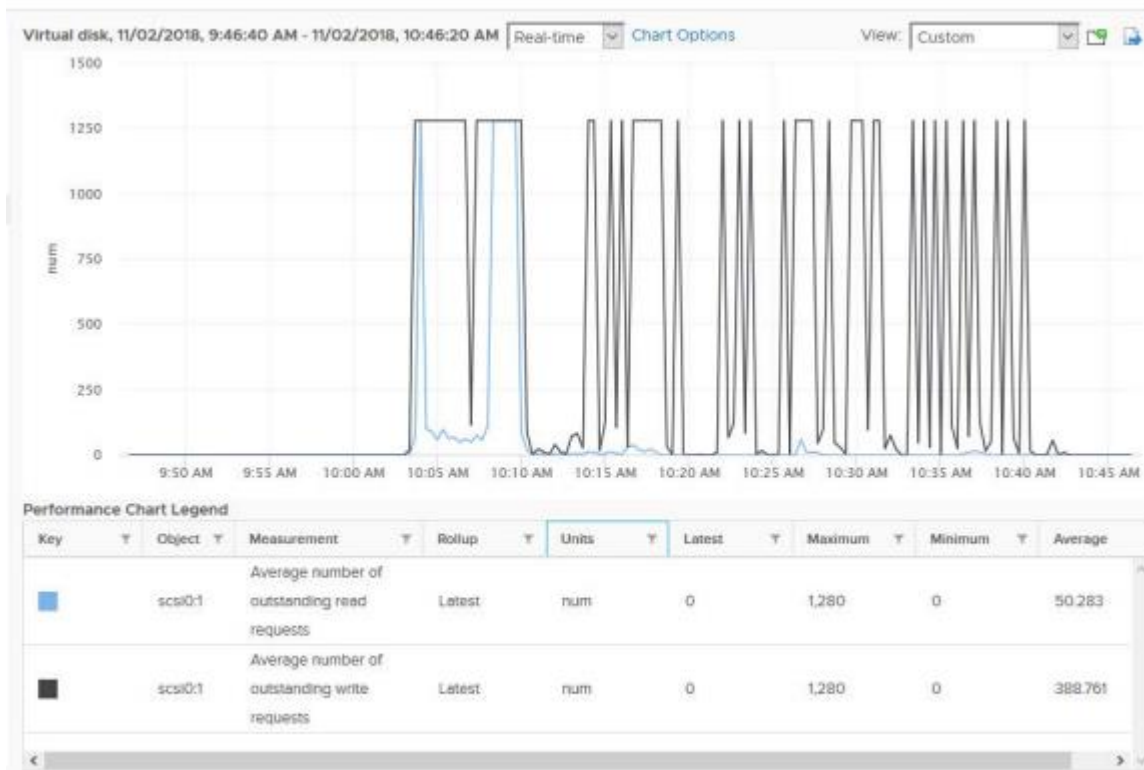 Virtual disk, 11/02/2018, 9:46:40 AM - 11/02/2018, 10:46:20 AM Real-time Chart Options View: Custom
1500
1250
1000
750
500
250
0
num
9:50 AM 9:55 AM 10:00 AM 10:05 AM 10:10 AM 10:15 AM 10:20 AM 10:25 AM 10:30 AM 10:35 AM 10:40 AM 10:45 AM
Performance Chart Legend
Key Object Measurement Rollup Units Latest Maximum Minimum Average
Average number of
scsi0:1 outstanding read Latest num 0 1,280 0 50.283
requests
Average number of
scsi0:1 outstanding write Latest num 0 1,280 0 388.761
requests